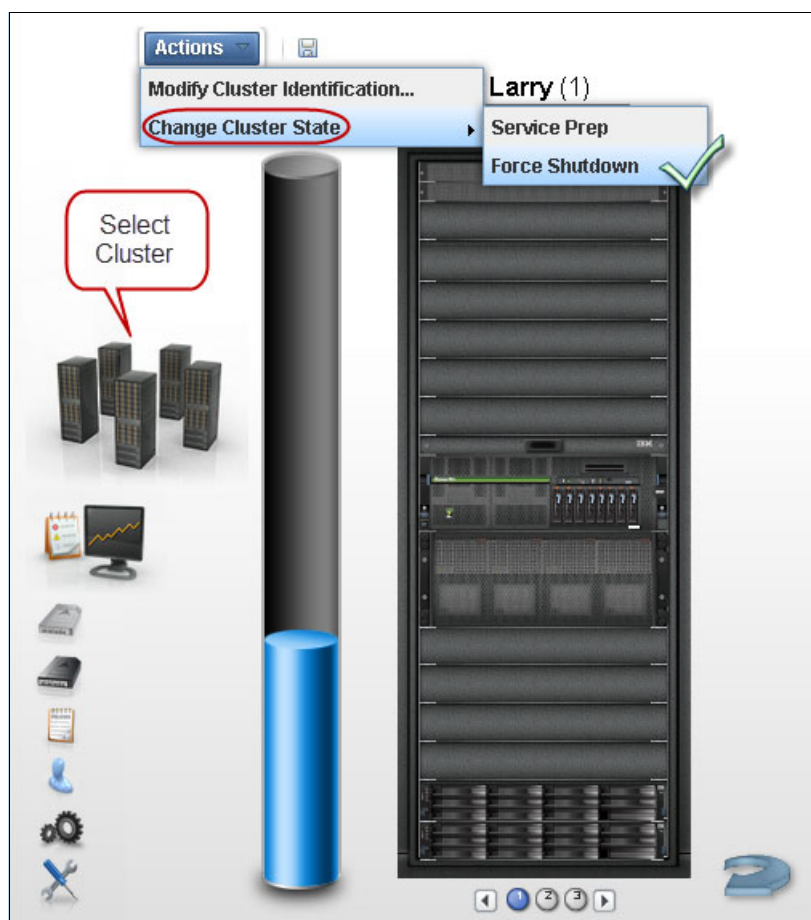 Actions
Modify Cluster Identification...
Larry (1)
Change Cluster State
Service Prep
Force Shutdown
Select
Cluster
IBM
1 2 3